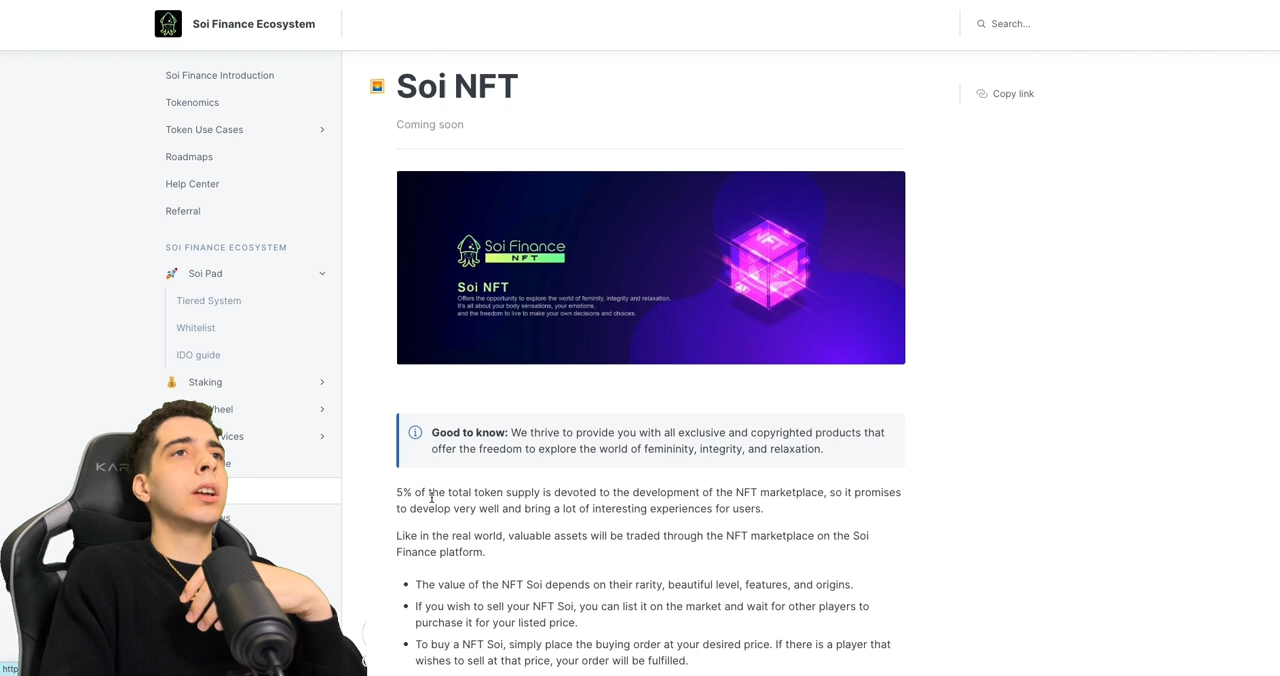 Soi Finance Ecosystem
Search...
Soi Finance Introduction
Tokenomics
Token Use Cases
Roadmaps
Help Center
Referral
SOI FINANCE ECOSYSTEM
Soi Pad
Tiered System
Whitelist
IDO guide
Staking
Soi NFT
Copy link
Coming soon
Soi Finance
NFT
Soi NFT
Offers the opportunity to explore the world of feminity, integrity and relaxation.
It's all about your body sensations, your emotions,
and the freedom to live to make your own decisions and choices.
NFT
Good to know: We thrive to provide you with all exclusive and copyrighted products that
offer the freedom to explore the world of femininity, integrity, and relaxation.
5% of the total token supply is devoted to the development of the NFT marketplace, so it promises
to develop very well and bring a lot of interesting experiences for users.
Like in the real world, valuable assets will be traded through the NFT marketplace on the Soi
Finance platform.
• The value of the NFT Soi depends on their rarity, beautiful level, features, and origins.
• If you wish to sell your NFT Soi, you can list it on the market and wait for other players to
purchase it for your listed price.
• To buy a NFT Soi, simply place the buying order at your desired price. If there is a player that
wishes to sell at that price, your order will be fulfilled.
http